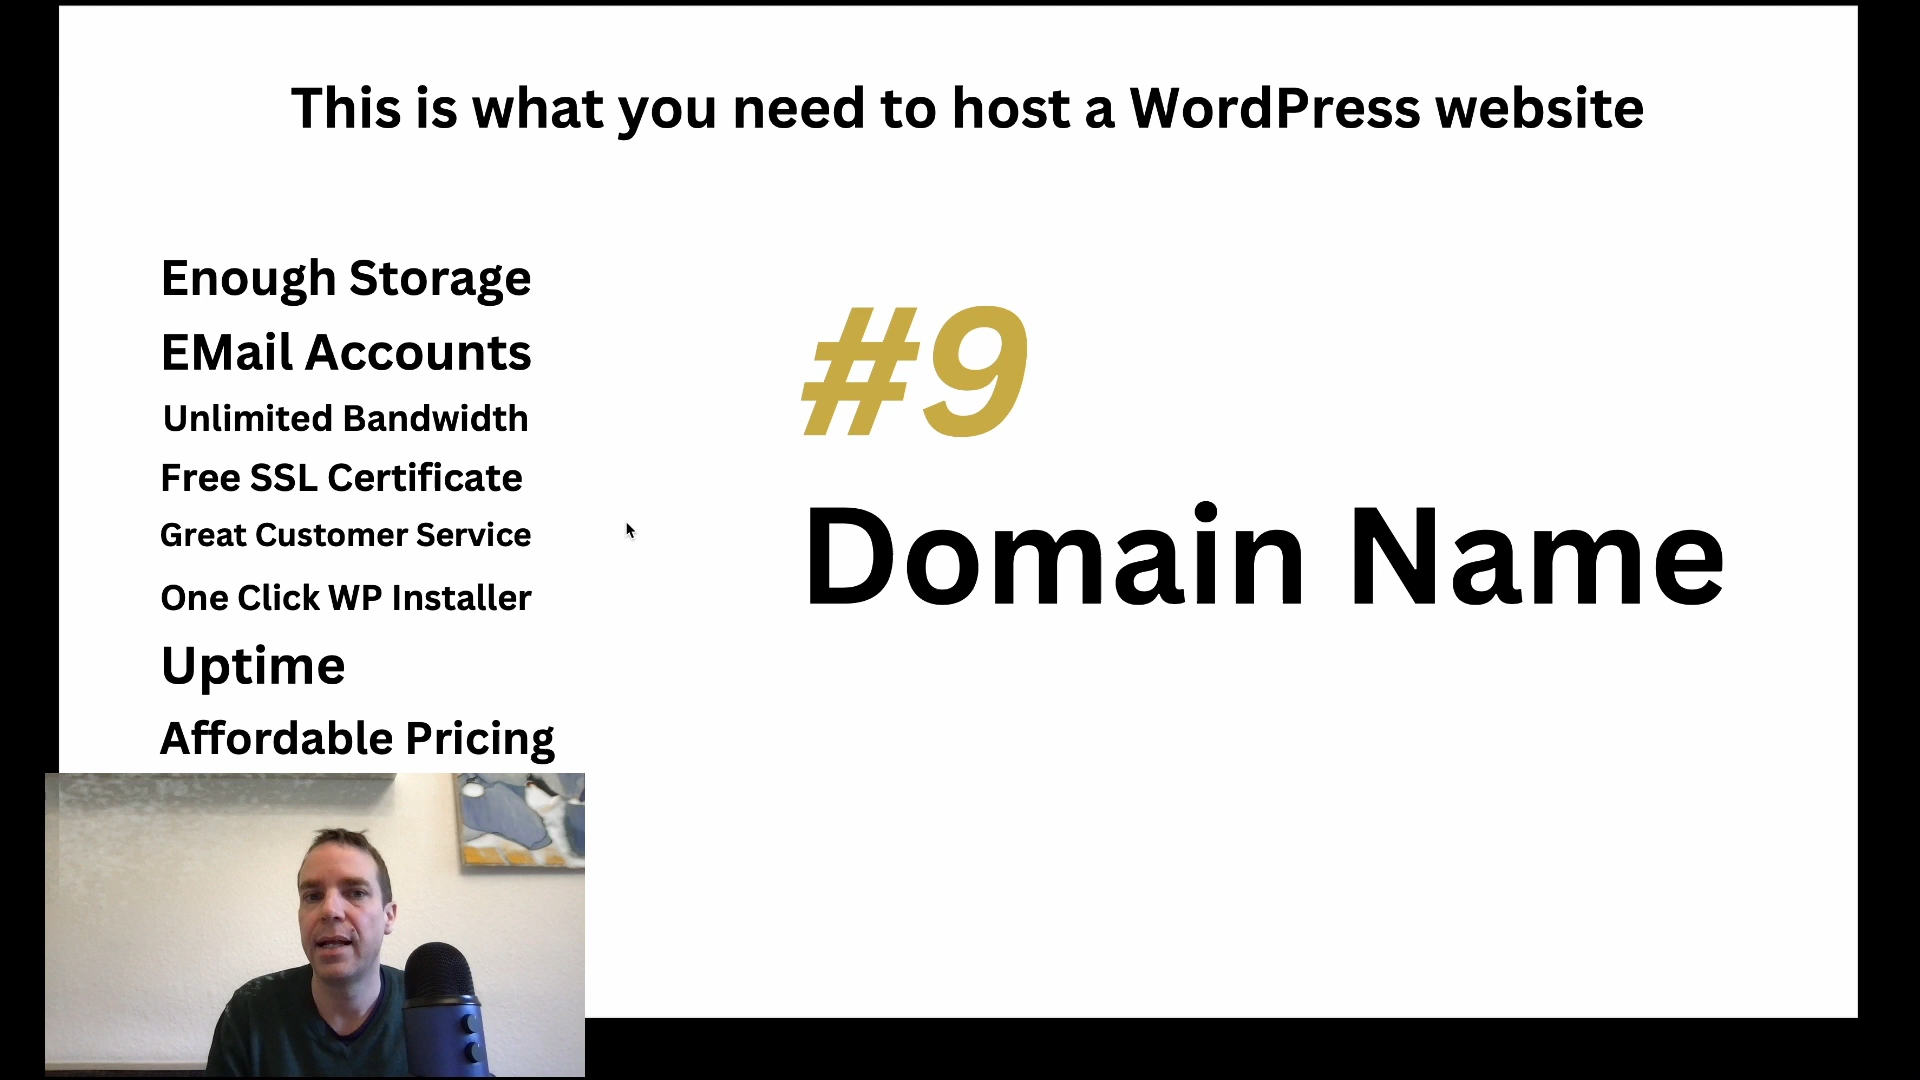 This is what you need to host a WordPress website
Enough Storage
EMail Accounts
Unlimited Bandwidth
Free SSL Certificate
Great Customer Service
One Click WP Installer
Uptime
Affordable Pricing
#9
Domain Name